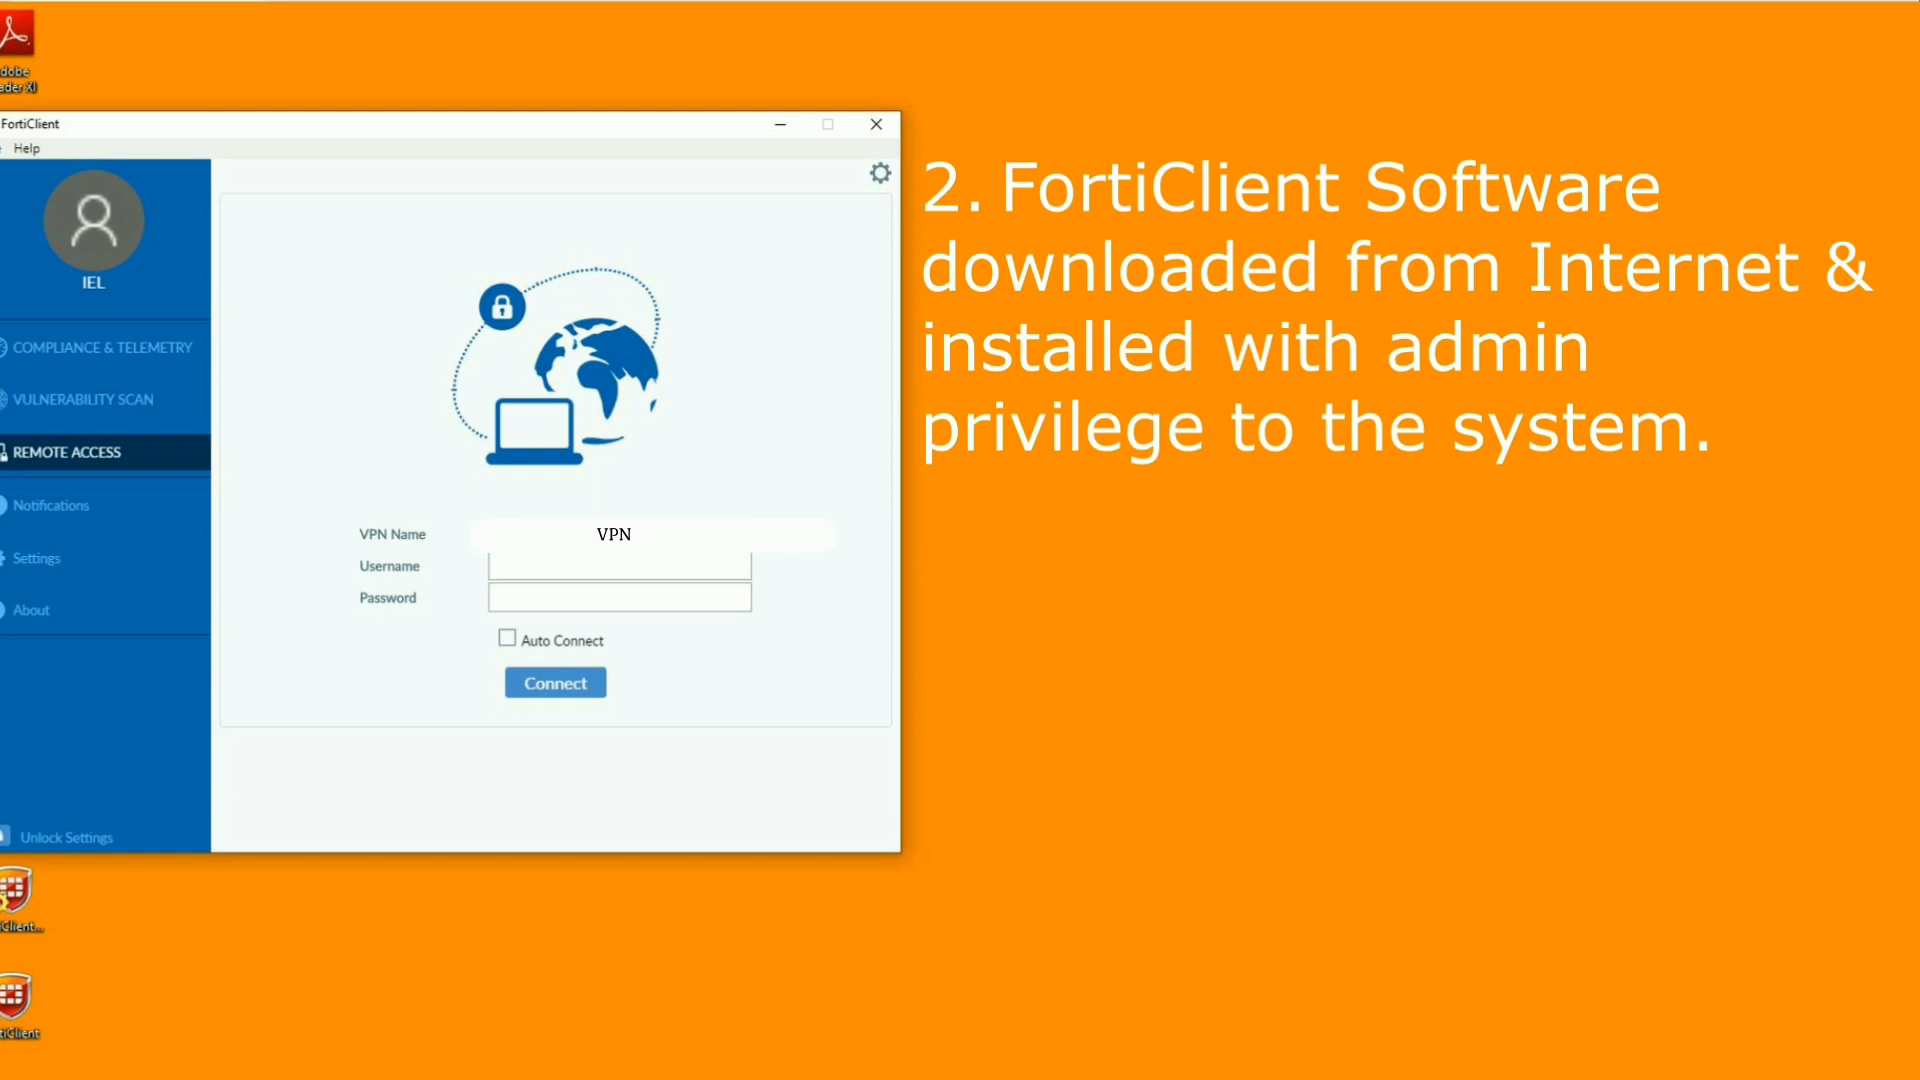 dobe
ader XI
FortiClient
Help
IEL
COMPLIANCE & TELEMETRY
VULNERABILITY SCAN
REMOTE ACCESS
Notifications
Settings
About
Unlock Settings
VPN Name VPN
Username
Password
Auto Connect
Connect
iClient...
tiClient
2. FortiClient Software
downloaded from Internet &
installed with admin
privilege to the system.